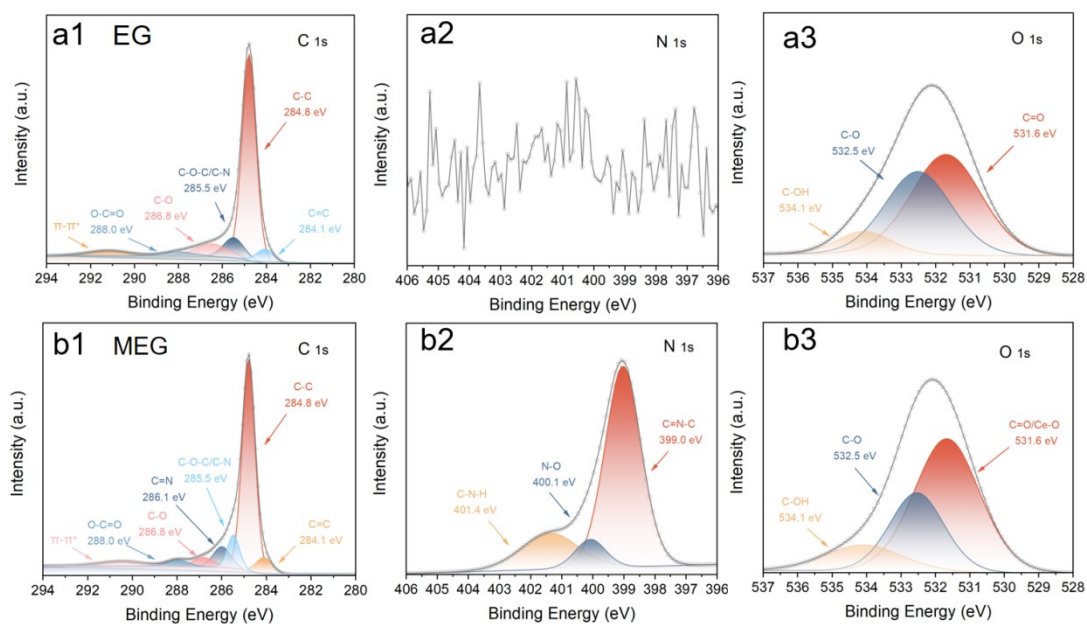 a1 EG
C 1s
C-C
284.8 eV
C-O-C/C-N
285.5 eV
C-O
286.8 eV
O-C=O
288.0 eV
π-π*
C=C
284.1 eV
Intensity (a.u.)
294 292 290 288 286 284 282 280
Binding Energy (eV)
a2
N 1s
Intensity (a.u.)
406 405 404 403 402 401 400 399 398 397 396
Binding Energy (eV)
a3
O 1s
C=O
531.6 eV
C-O
532.5 eV
C-OH
534.1 eV
Intensity (a.u.)
537 536 535 534 533 532 531 530 529 528
Binding Energy (eV)
b1 MEG
C 1s
C-C
284.8 eV
C-O-C/C-N
285.5 eV
C=N
286.1 eV
C-O
286.8 eV
O-C=O
288.0 eV
π-π*
C=C
284.1 eV
Intensity (a.u.)
294 292 290 288 286 284 282 280
Binding Energy (eV)
b2
N 1s
C=N-C
399.0 eV
N-O
400.1 eV
C-N-H
401.4 eV
Intensity (a.u.)
406 405 404 403 402 401 400 399 398 397 396
Binding Energy (eV)
b3
O 1s
C=O/Ce-O
531.6 eV
C-O
532.5 eV
C-OH
534.1 eV
Intensity (a.u.)
537 536 535 534 533 532 531 530 529 528
Binding Energy (eV)